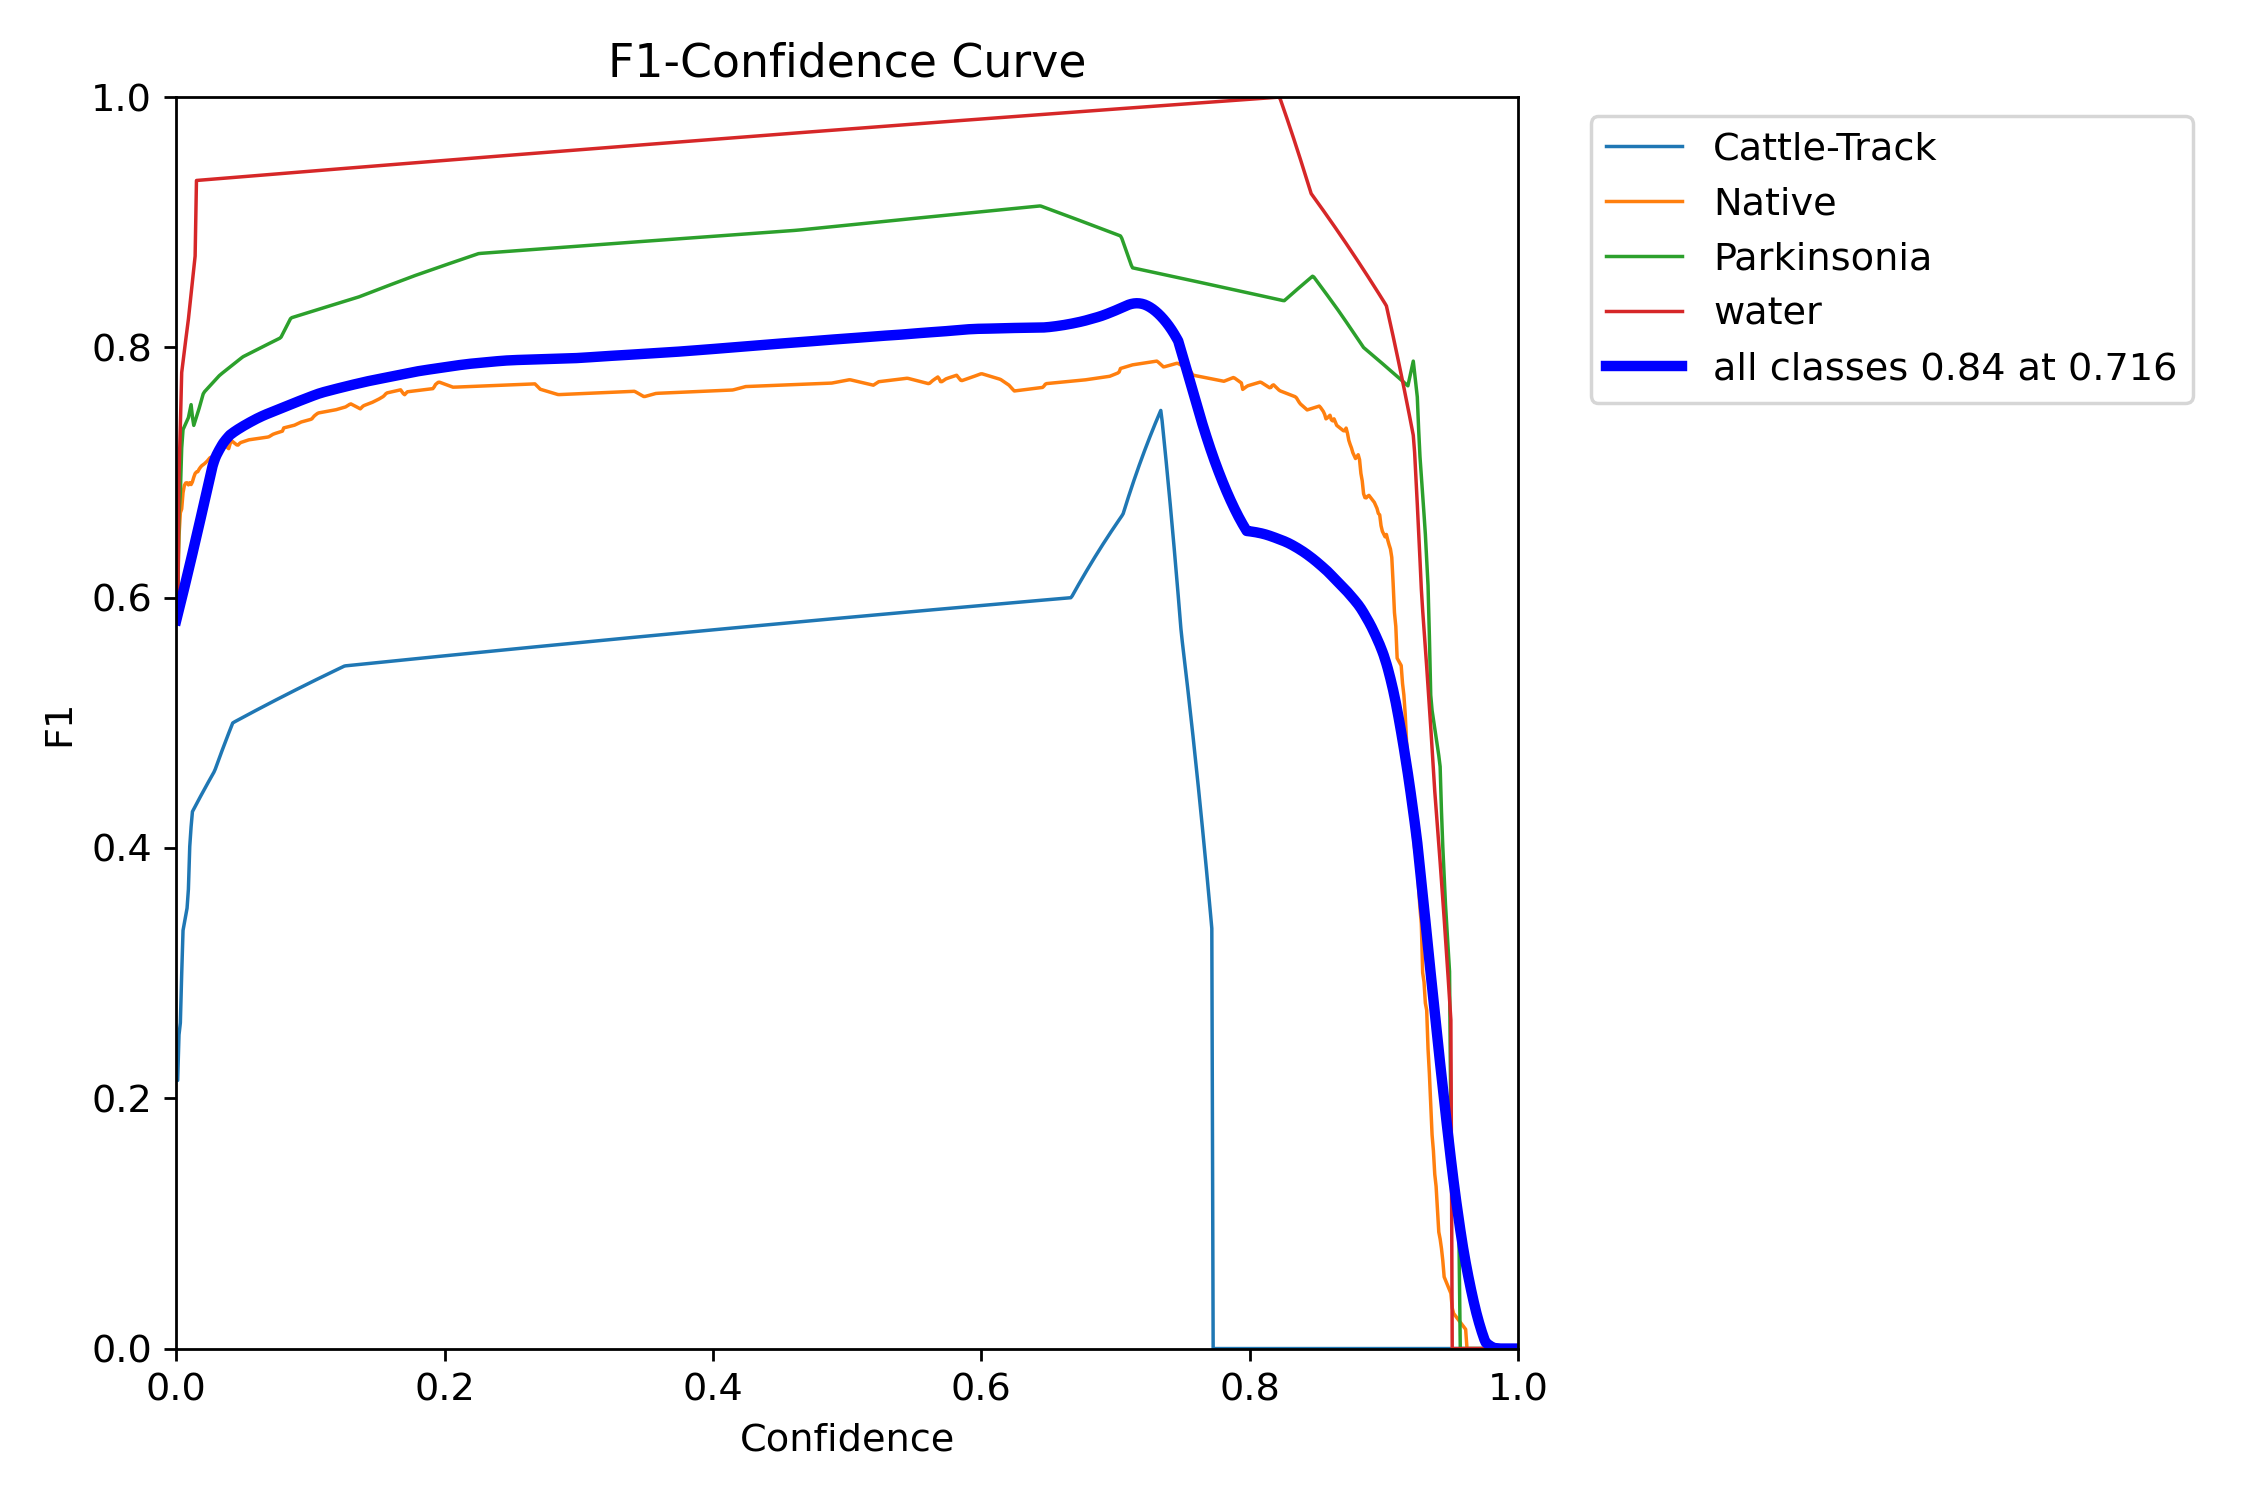 F1-Confidence Curve
1.0
0.8
0.6
0.4
0.2
0.0
F1
0.0 0.2 0.4 0.6 0.8 1.0
Confidence
Cattle-Track
Native
Parkinsonia
water
all classes 0.84 at 0.716